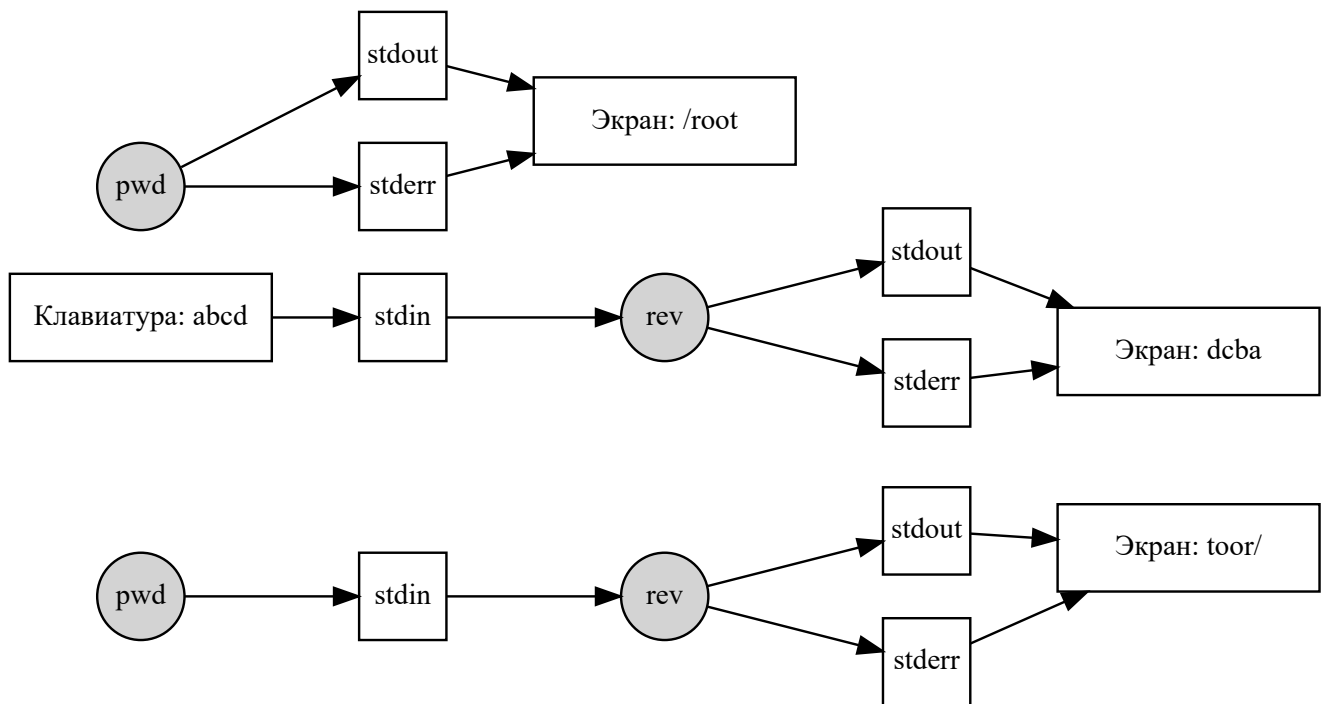 stdout
Экран: /root
pwd
stderr
stdout
Клавиатура: abcd
stdin
rev
Экран: dcba
stderr
stdout
Экран: toor/
pwd
stdin
rev
stderr